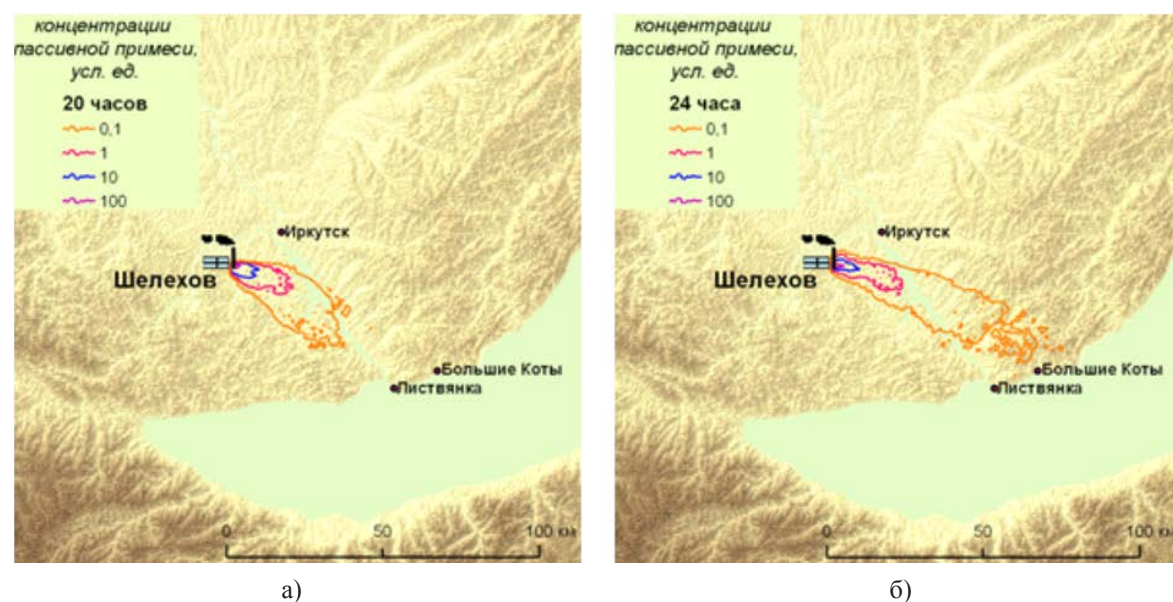 концентрации
пассивной примеси,
усл. ед.
20 часов
0,1
1
10
100
Иркутск
Шелехов
Большие Коты
Листвянка
0 50 100 км
а)
концентрации
пассивной примеси,
усл. ед.
24 часа
0,1
1
10
100
Иркутск
Шелехов
Большие Коты
Листвянка
0 50 100 км
б)